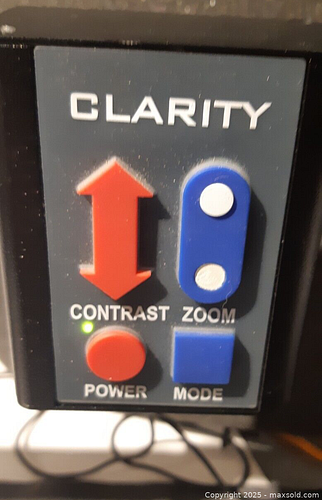 CLARITY
CONTRAST ZOOM
POWER MODE
Copyright 2025 - maxsold.com